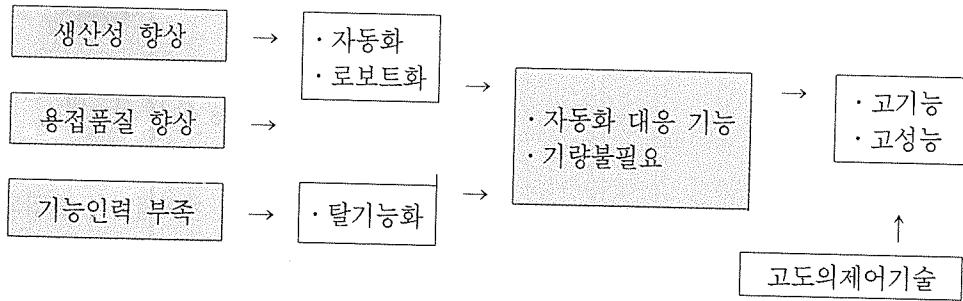 생산성 향상 → · 자동화
· 로보트화 →
용접품질 향상 →
· 자동화 대응 기능
· 기량불필요 →
· 고기능
· 고성능
기능인력 부족 → · 탈기능화 →
↑
고도의제어기술